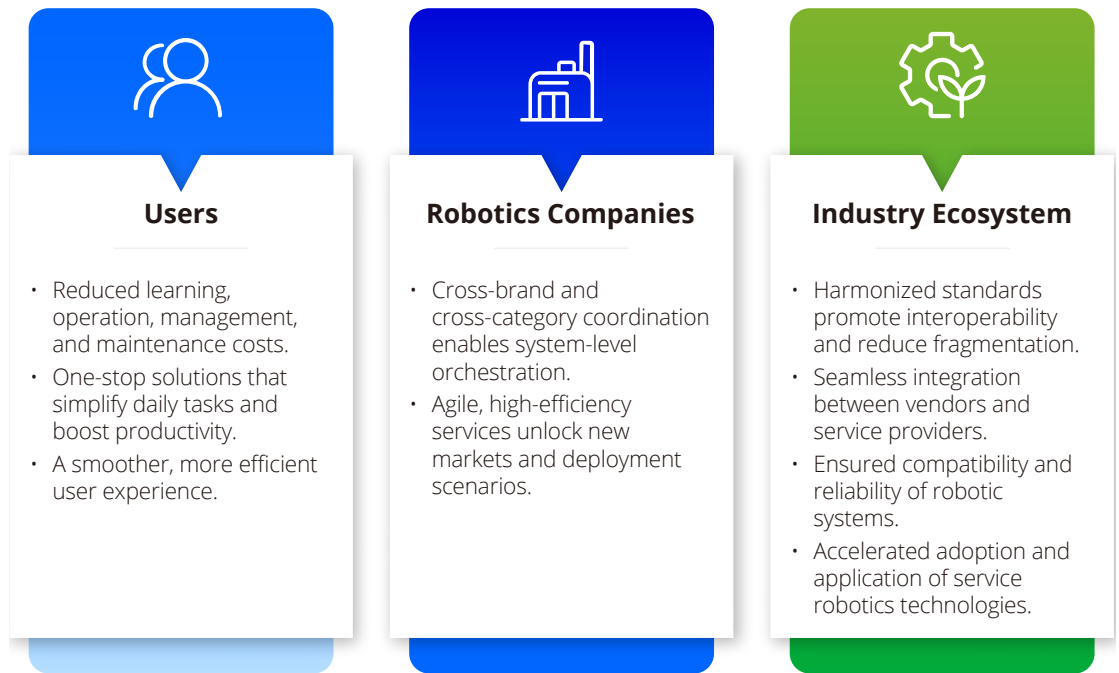 Users
• Reduced learning,
operation, management,
and maintenance costs.
• One-stop solutions that
simplify daily tasks and
boost productivity.
• A smoother, more efficient
user experience.
Robotics Companies
• Cross-brand and
cross-category coordination
enables system-level
orchestration.
• Agile, high-efficiency
services unlock new
markets and deployment
scenarios.
Industry Ecosystem
• Harmonized standards
promote interoperability
and reduce fragmentation.
• Seamless integration
between vendors and
service providers.
• Ensured compatibility and
reliability of robotic
systems.
• Accelerated adoption and
application of service
robotics technologies.